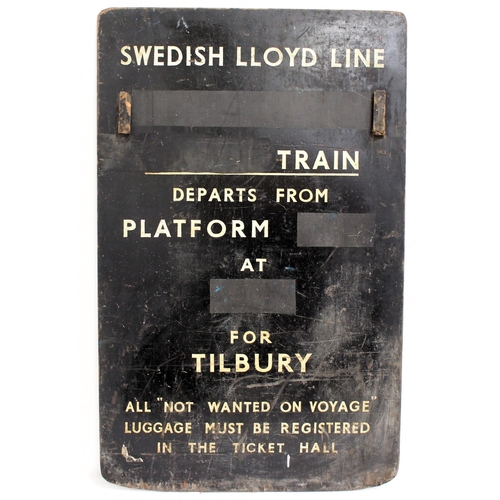 SWEDISH LLOYD LINE
TRAIN
DEPARTS FROM
PLATFORM
AT
FOR
TILBURY
ALL "NOT WANTED ON VOYAGE"
LUGGAGE MUST BE REGISTERED
IN THE TICKET HALL